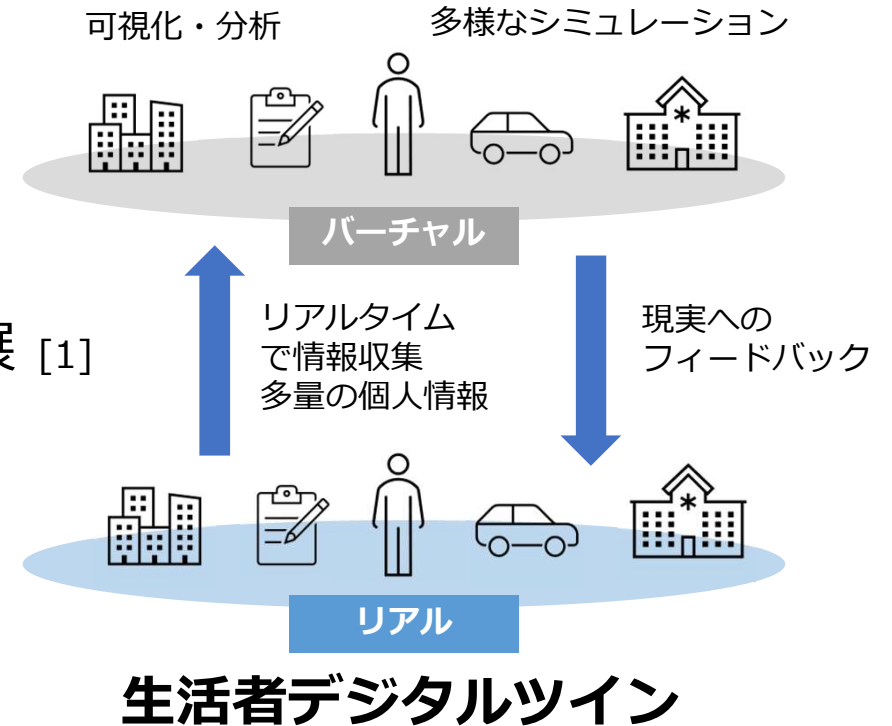 可視化・分析
多様なシミュレーション
バーチャル
展 [1]
リアルタイム
で情報収集
多量の個人情報
現実への
フィードバック
リアル
生活者デジタルツイン